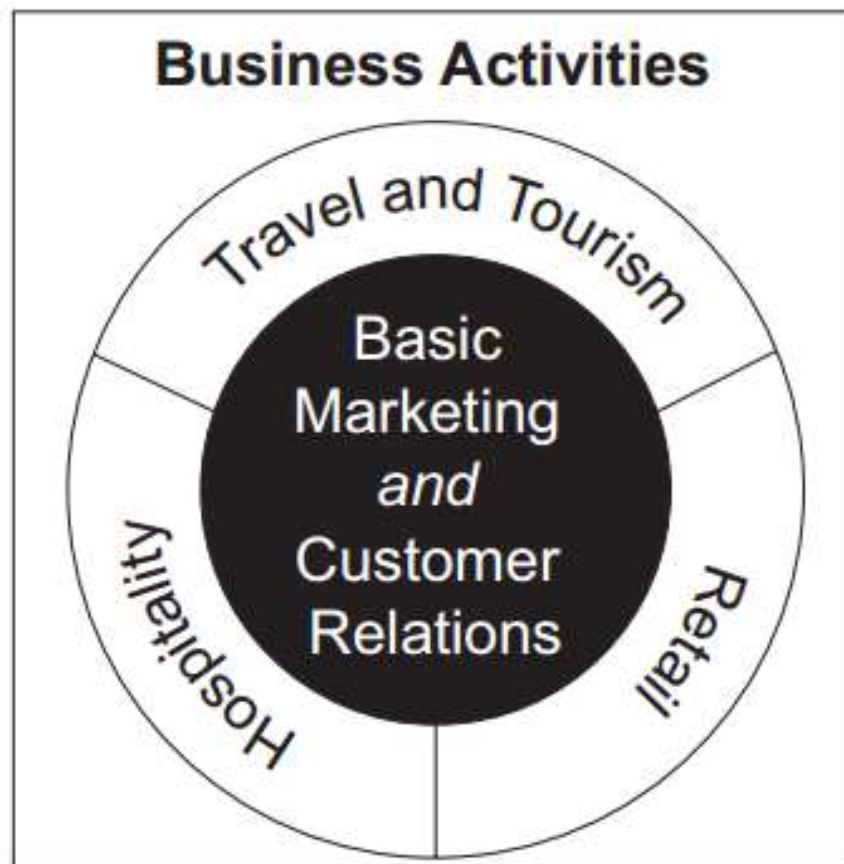 Business Activities
Travel and Tourism
Basic
Marketing
and
Customer
Relations
Hospitality
Retail